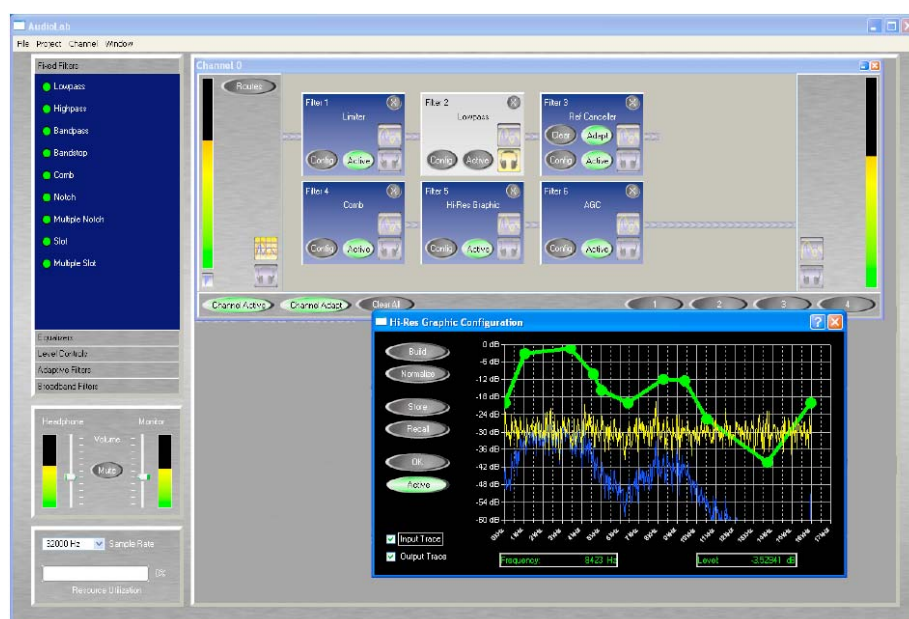 AudioLab
File Project Channel Window
Fixed Filters
Lowpass
Highpass
Bandpass
Bandstop
Comb
Notch
Multiple Notch
Slot
Multiple Slot
Equalizers
Level Controls
Adaptive Filters
Broadband Filters
Headphone Monitor
Volume
Mute
32000 Hz Sample Rate
Resource Utilization
Channel 0
Routes
Filter 1
Limiter
Config Active
Filter 2
Lowpass
Config Active
Filter 3
Ref Canceller
Clear Adapt
Config Active
Filter 4
Comb
Config Active
Filter 5
Hi-Res Graphic
Config Active
Filter 6
AGC
Config Active
Channel Active Channel Adapt Clear All 1 2 3 4
Hi-Res Graphic Configuration
Build
Normalize
Store
Recall
OK
Active
Input Trace
Output Trace
0 dB
-6 dB
-12 dB
-18 dB
-24 dB
-30 dB
-36 dB
-42 dB
-48 dB
-54 dB
-60 dB
Frequency: 8423 Hz Level: -3.52941 dB